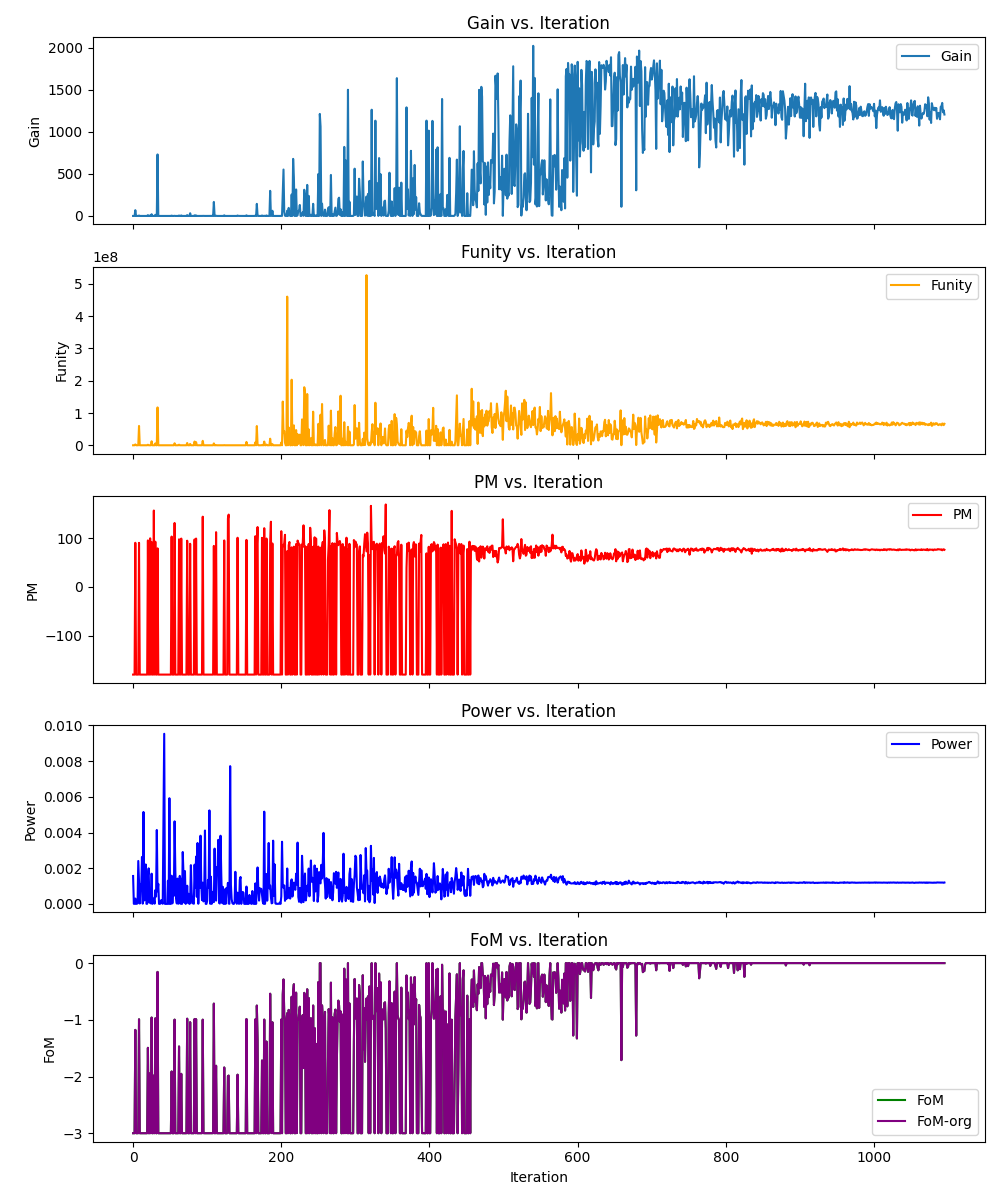 Gain vs. Iteration
2000
1500
1000
500
0
Gain
Gain
Funity vs. Iteration
1e8
5
4
3
2
1
0
Funity
Funity
PM vs. Iteration
100
0
−100
PM
PM
Power vs. Iteration
0.010
0.008
0.006
0.004
0.002
0.000
Power
Power
FoM vs. Iteration
0
−1
−2
−3
FoM
FoM
FoM-org
0 200 400 600 800 1000
Iteration